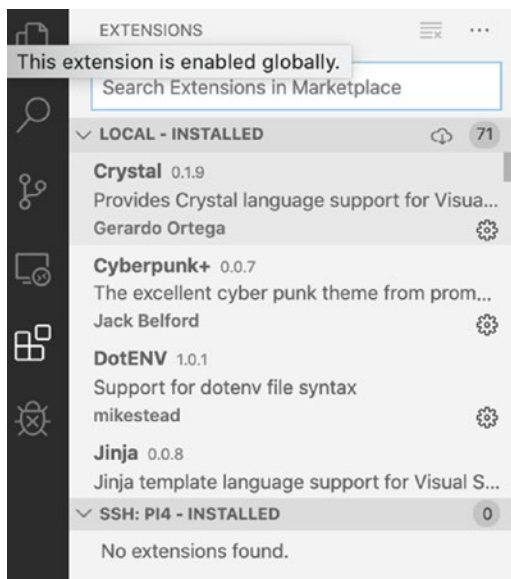 EXTENSIONS
This extension is enabled globally.
Search Extensions in Marketplace
LOCAL - INSTALLED 71
Crystal 0.1.9
Provides Crystal language support for Visua...
Gerardo Ortega
Cyberpunk+ 0.0.7
The excellent cyber punk theme from prom...
Jack Belford
DotENV 1.0.1
Support for dotenv file syntax
mikestead
Jinja 0.0.8
Jinja template language support for Visual S...
SSH: PI4 - INSTALLED 0
No extensions found.